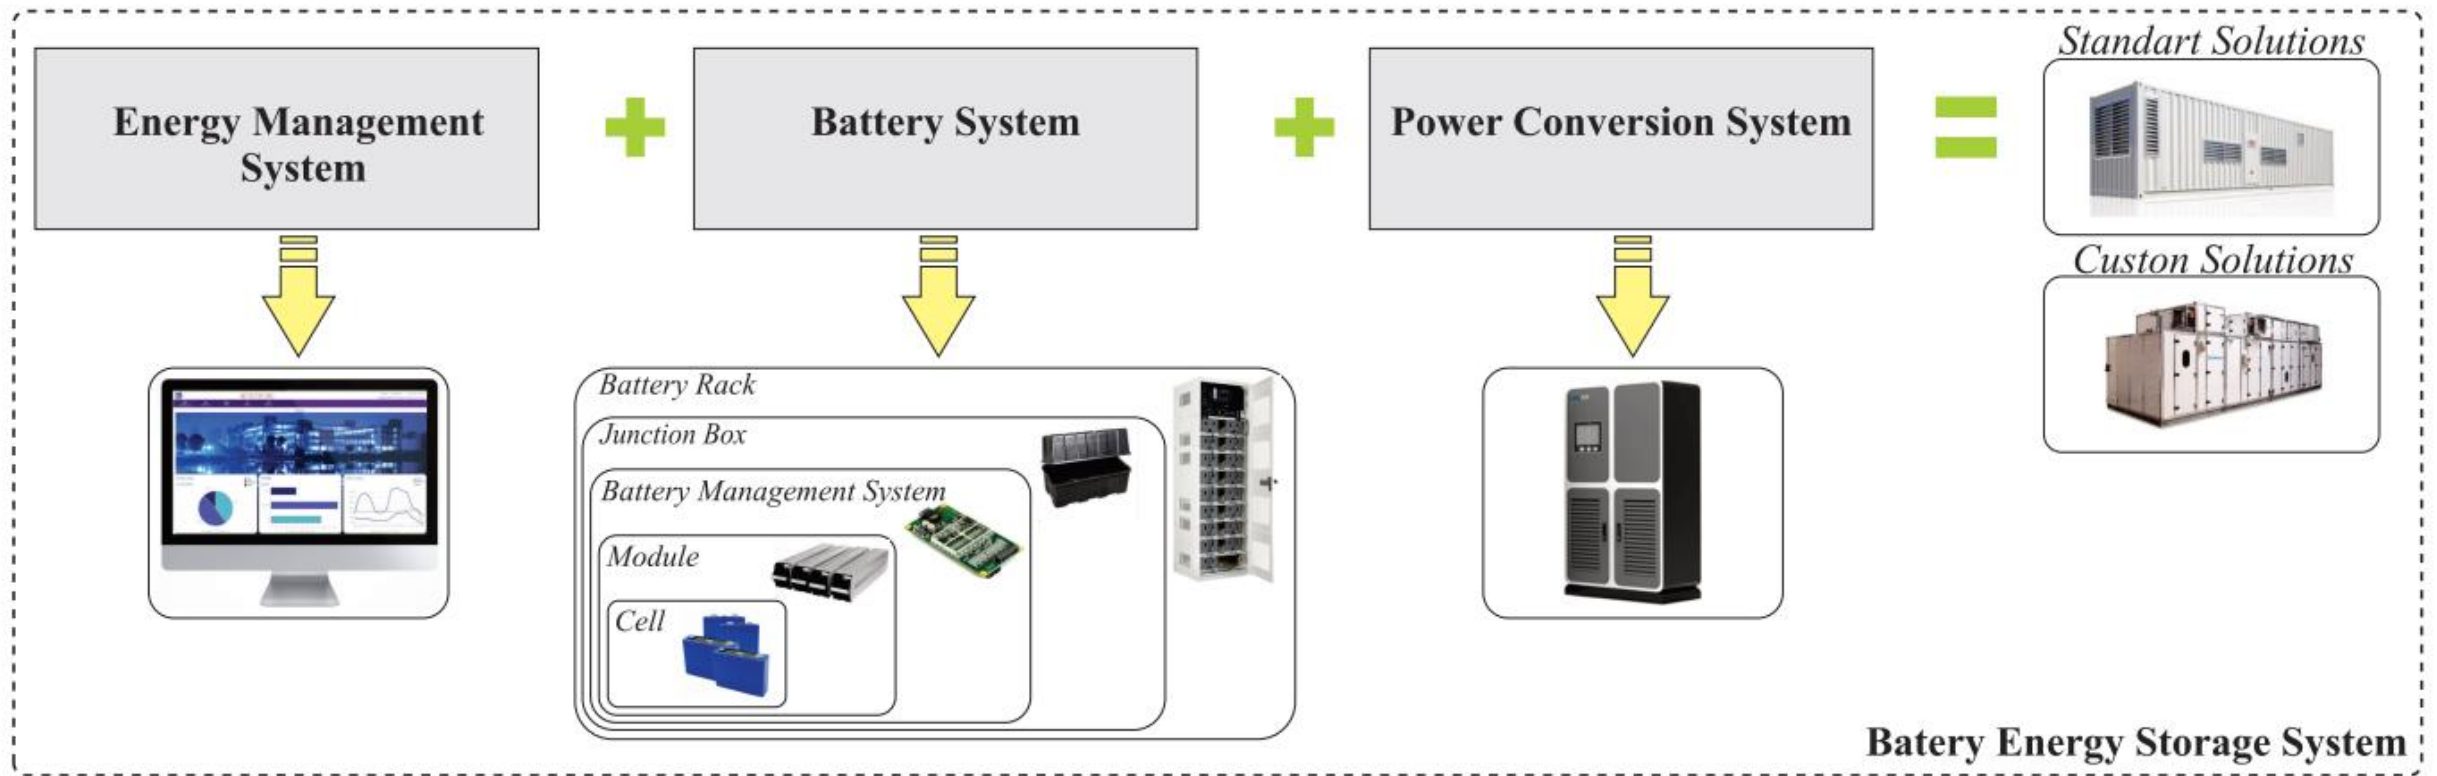 Energy Management
System
Battery System
Power Conversion System
Standart Solutions
Custon Solutions
Battery Rack
Junction Box
Battery Management System
Module
Cell
Batery Energy Storage System